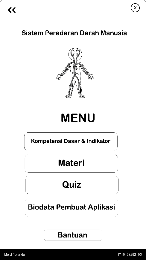 Sistem Peredaran Darah Manusia
MENU
Kompetensi Dasar & Indikator
Materi
Quiz
Biodata Pembuat Aplikasi
Bantuan